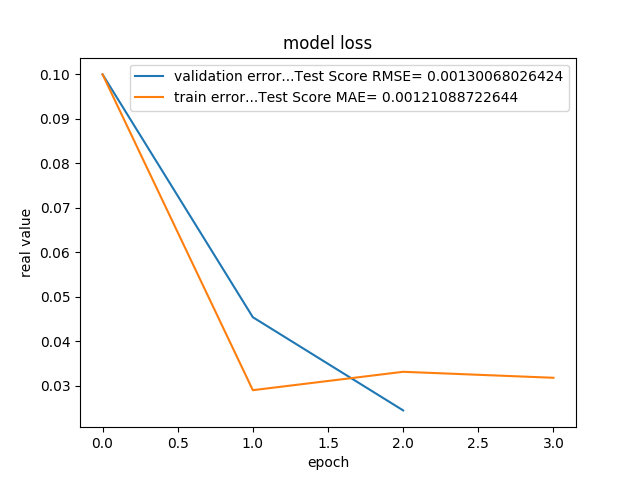 model loss
validation error...Test Score RMSE= 0.00130068026424
train error...Test Score MAE= 0.00121088722644
real value
0.10
0.09
0.08
0.07
0.06
0.05
0.04
0.03
0.0 0.5 1.0 1.5 2.0 2.5 3.0
epoch